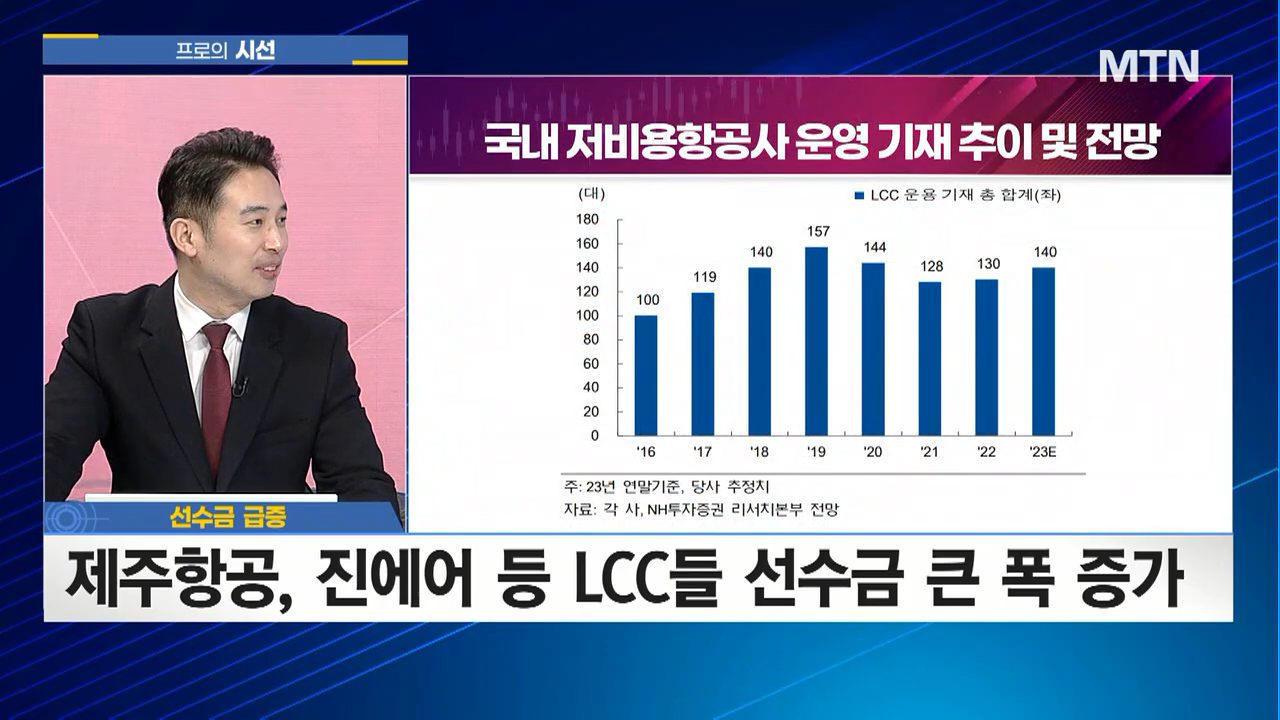 프로의 시선
MTN
국내 저비용항공사 운영 기재 추이 및 전망
(대)
LCC 운용 기재 총 합계(좌)
180
160
140
120
100
80
60
40
20
0
100
119
140
157
144
128
130
140
'16 '17 '18 '19 '20 '21 '22 '23E
주: 23년 연말기준, 당사 추정치
자료: 각 사, NH투자증권 리서치본부 전망
선수금 급증
제주항공, 진에어 등 LCC들 선수금 큰 폭 증가